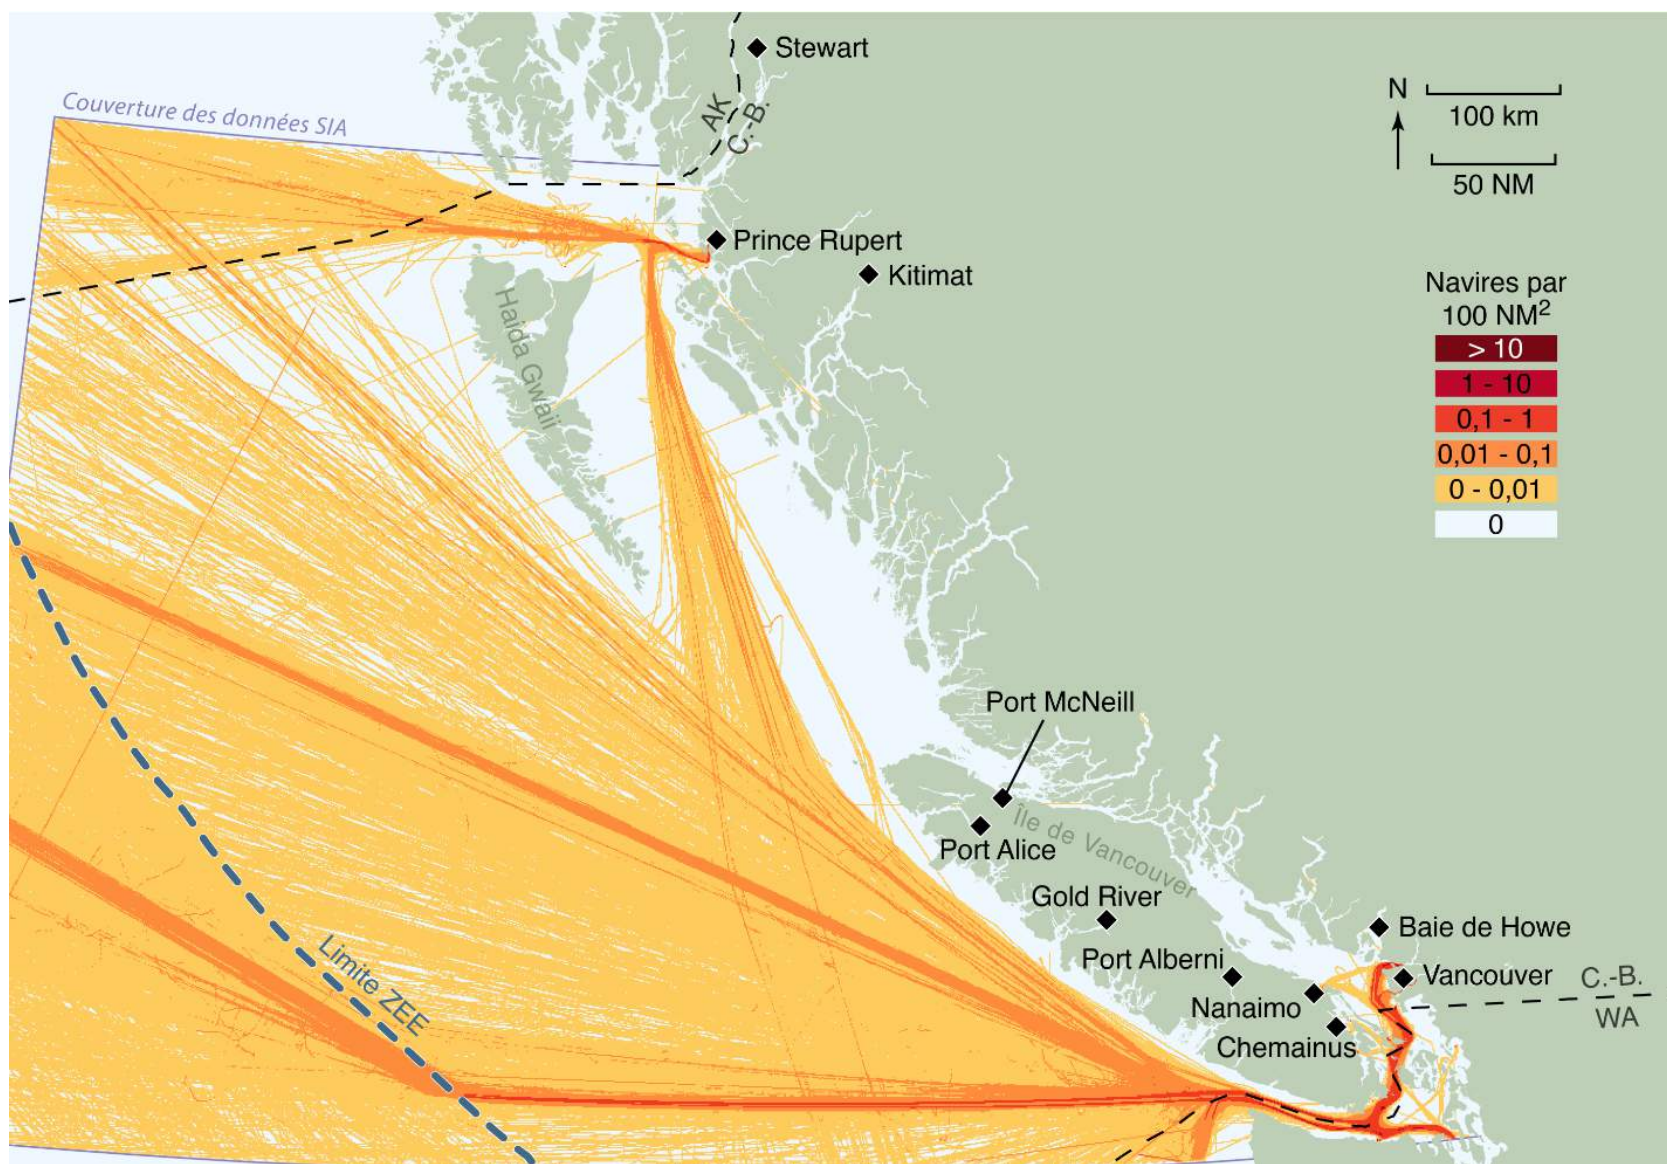 Stewart
Couverture des données SIA
AK
C.-B.
N
100 km
50 NM
Prince Rupert
Kitimat
Navires par
100 NM²
> 10
1 - 10
0,1 - 1
0,01 - 0,1
0 - 0,01
0
Haida Gwaii
Port McNeill
Île de Vancouver
Port Alice
Gold River
Baie de Howe
Port Alberni
Vancouver
C.-B.
WA
Nanaimo
Chemainus
Limite ZEE